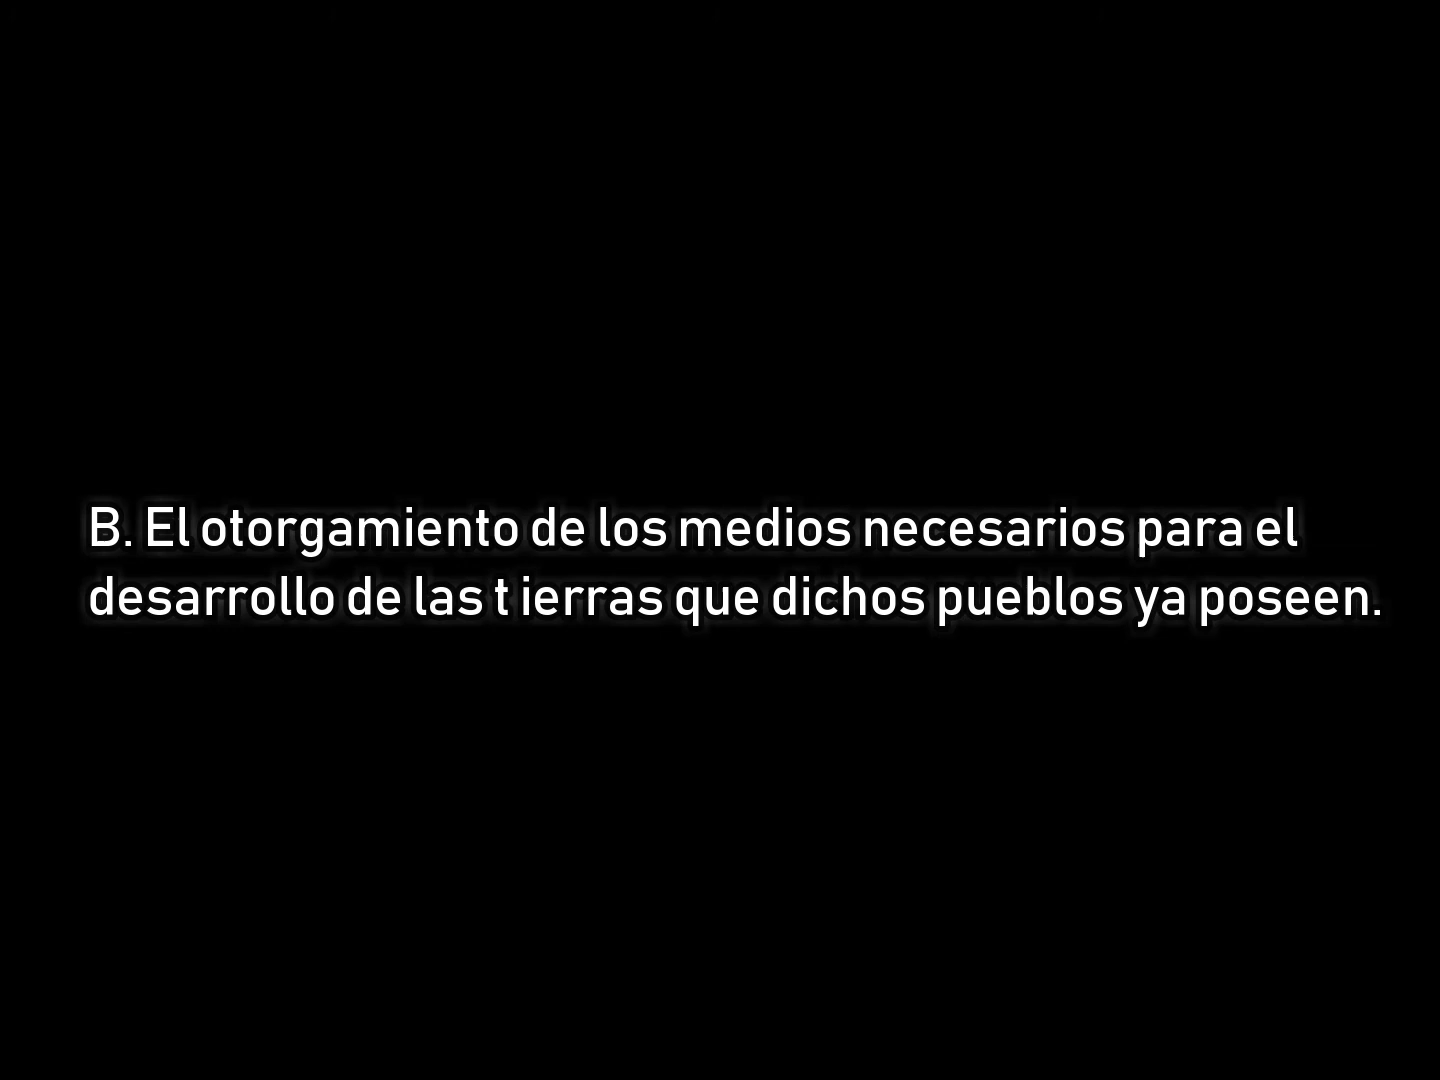 B. El otorgamiento de los medios necesarios para el
desarrollo de las t ierras que dichos pueblos ya poseen.